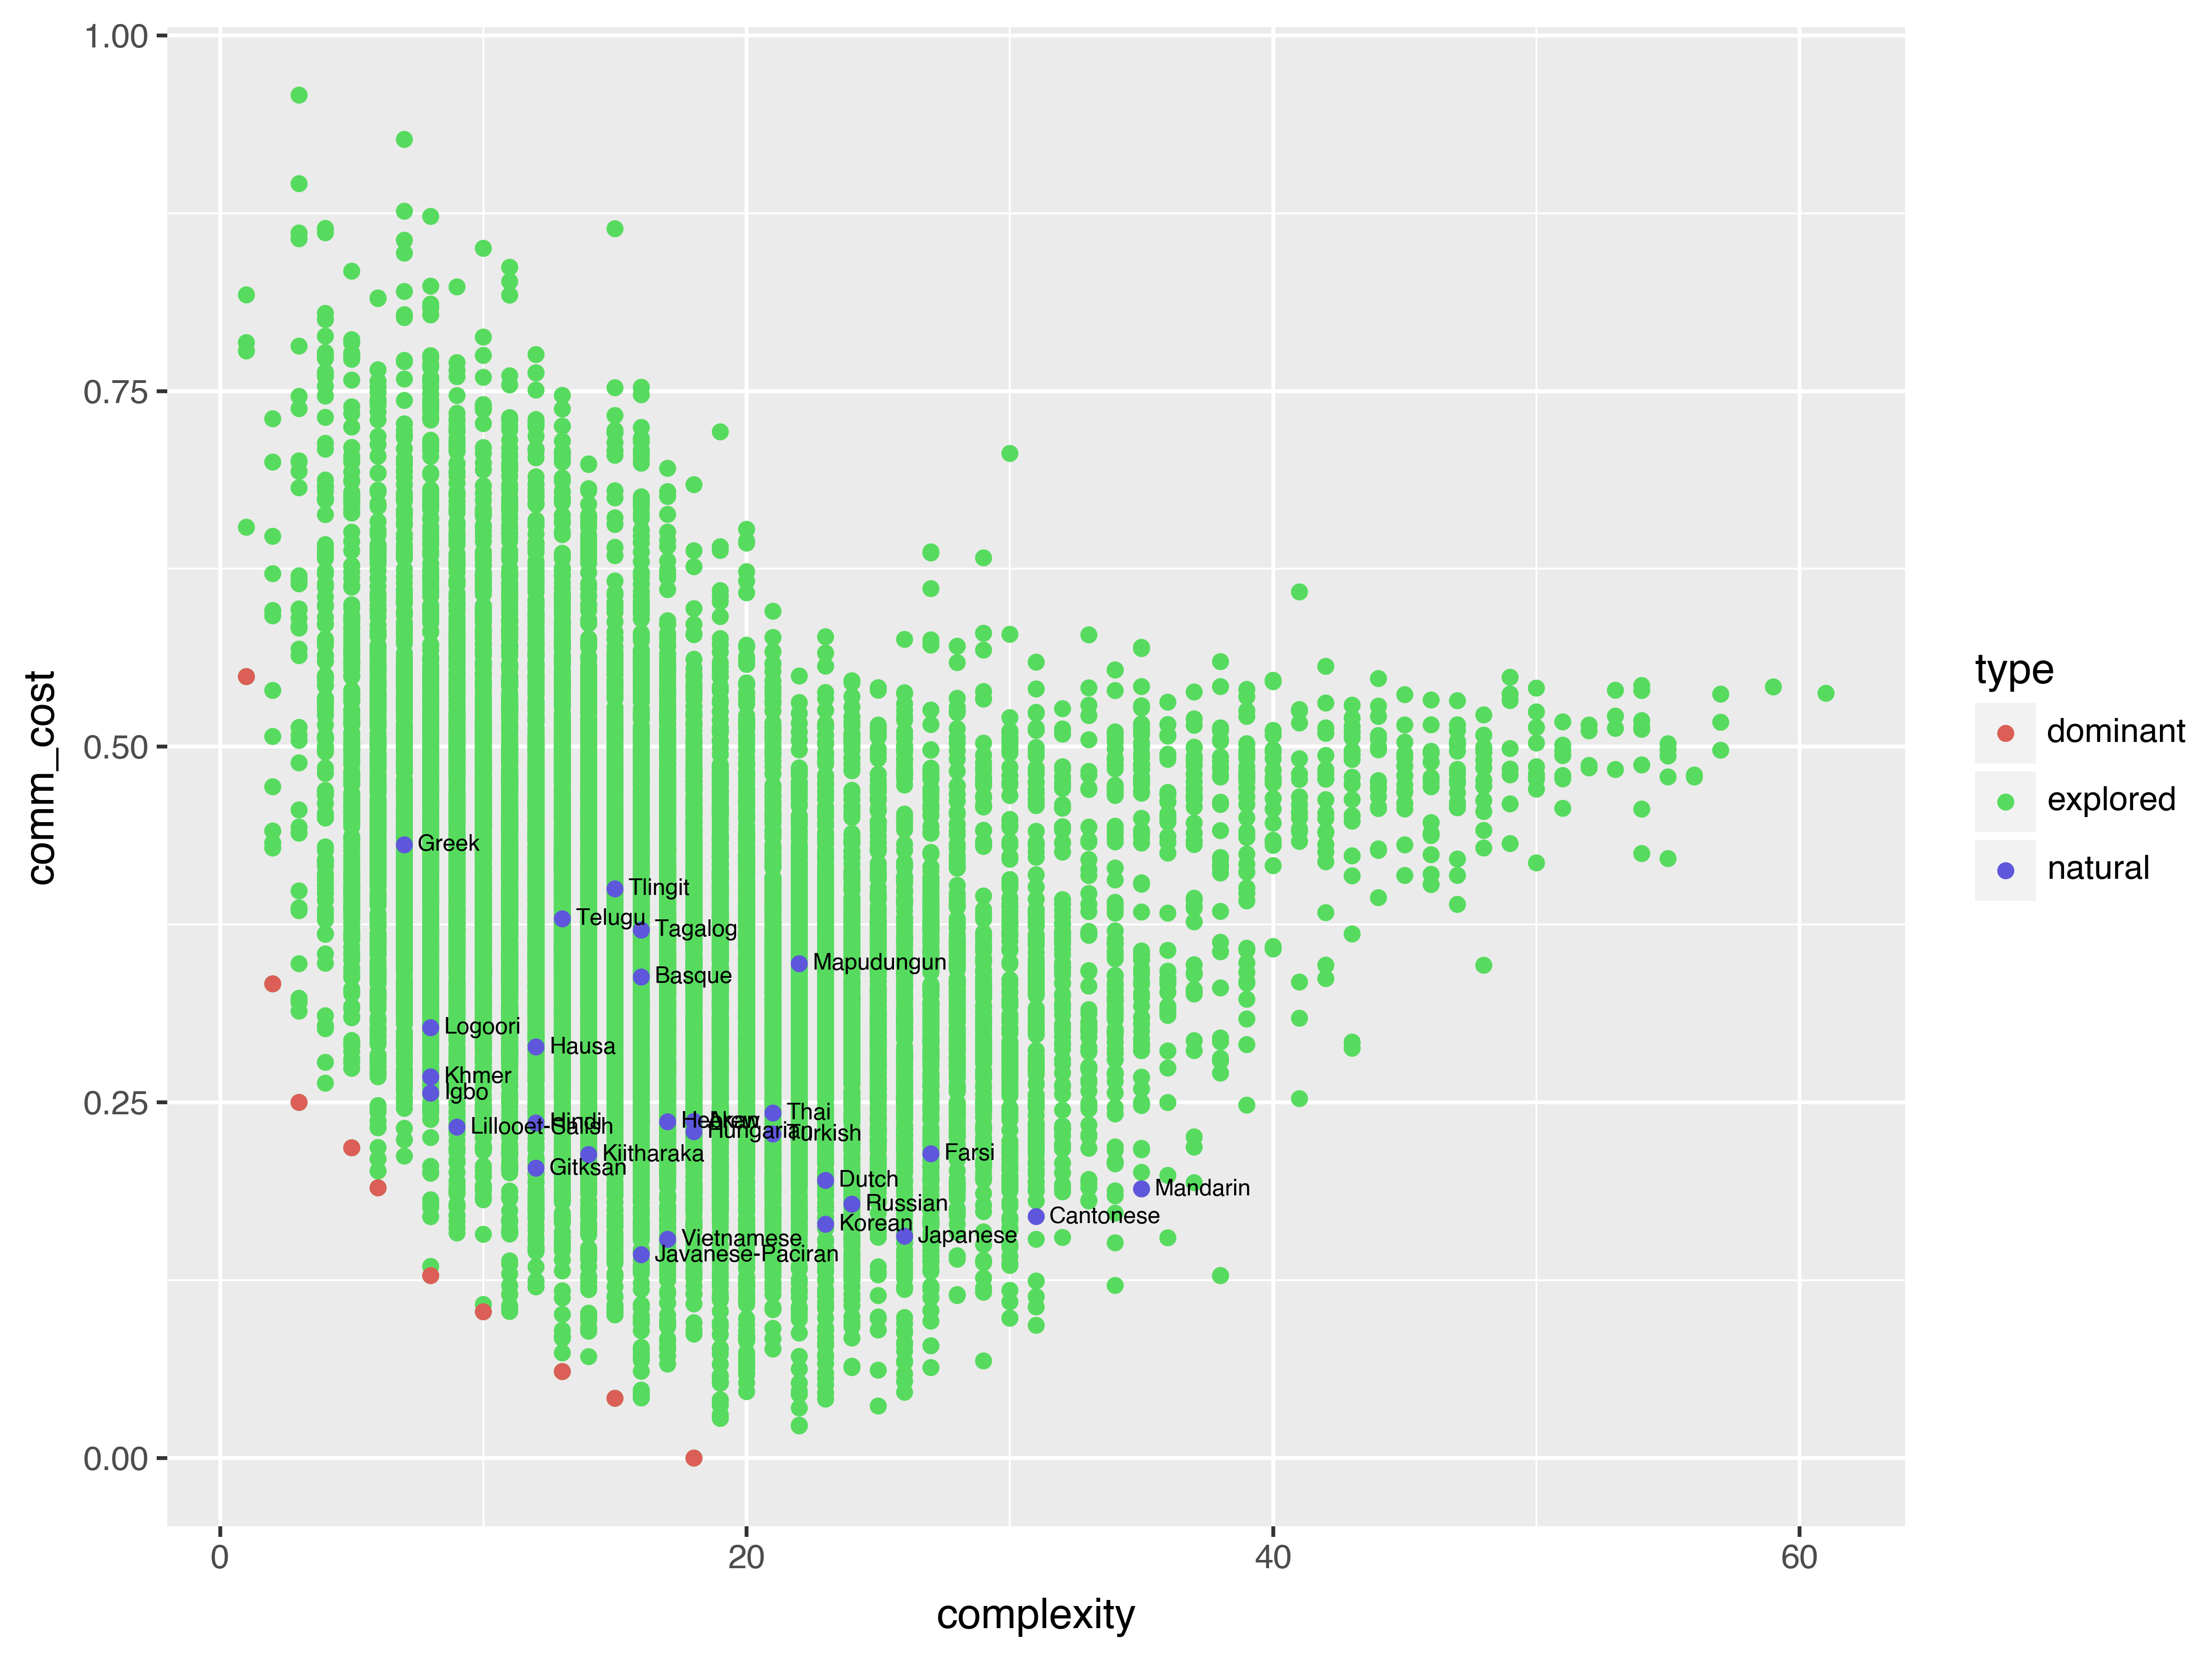 1.00
0.75
0.50
0.25
0.00
comm_cost
Greek
Tlingit
Telugu
Tagalog
Mapudungun
Basque
Logoori
Hausa
Khmer
Igbo
Thai
Hindi
Hebrew
Lillooet-Salish
Hungarian
Turkish
Kiitharaka
Farsi
Gitksan
Dutch
Mandarin
Russian
Cantonese
Korean
Japanese
Vietnamese
Javanese-Paciran
0
20
40
60
complexity
type
dominant
explored
natural